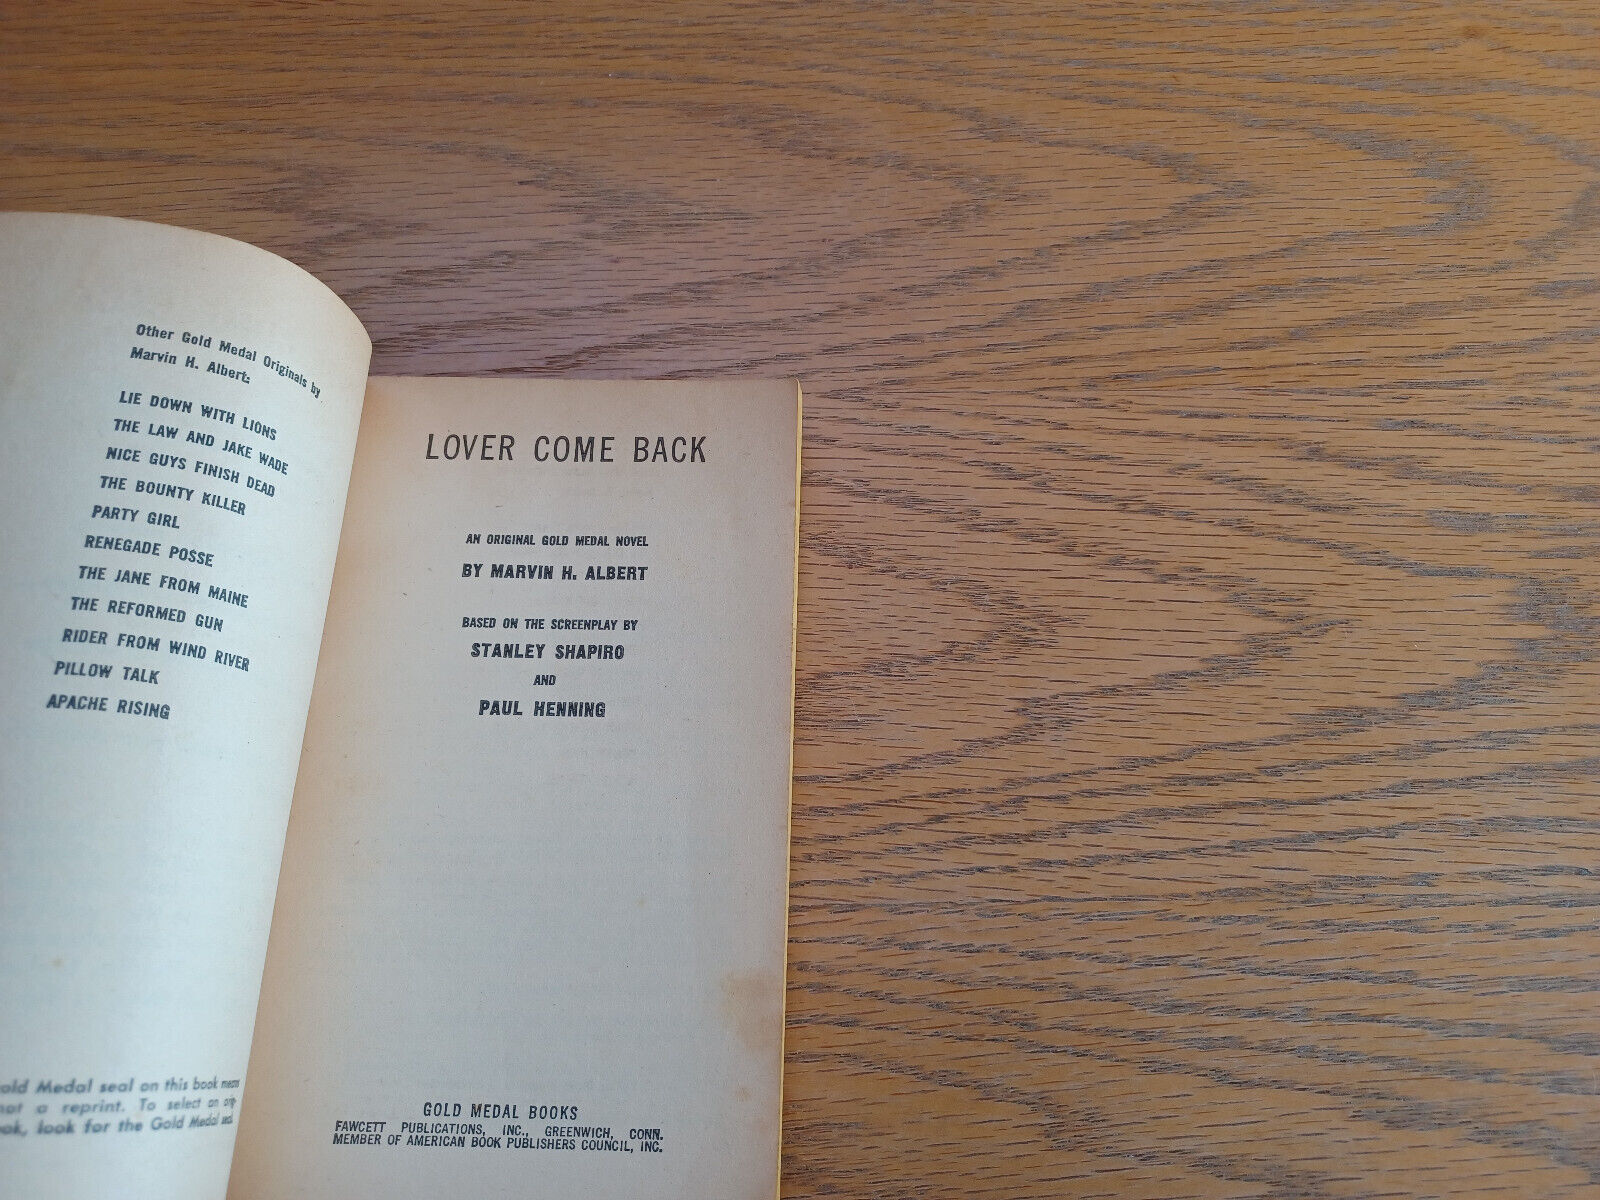 Other Gold Medal Originals by
Marvin H. Albert:
LIE DOWN WITH LIONS
THE LAW AND JAKE WADE
NICE GUYS FINISH DEAD
THE BOUNTY KILLER
PARTY GIRL
RENEGADE POSSE
THE JANE FROM MAINE
THE REFORMED GUN
RIDER FROM WIND RIVER
PILLOW TALK
APACHE RISING
Medal seal on this book means
a reprint. To select an
look for the Gold Medal seal.
LOVER COME BACK
AN ORIGINAL GOLD MEDAL NOVEL
BY MARVIN H. ALBERT
BASED ON THE SCREENPLAY BY
STANLEY SHAPIRO
AND
PAUL HENNING
GOLD MEDAL BOOKS
FAWCETT PUBLICATIONS, INC., GREENWICH, CONN.
MEMBER OF AMERICAN BOOK PUBLISHERS COUNCIL, INC.